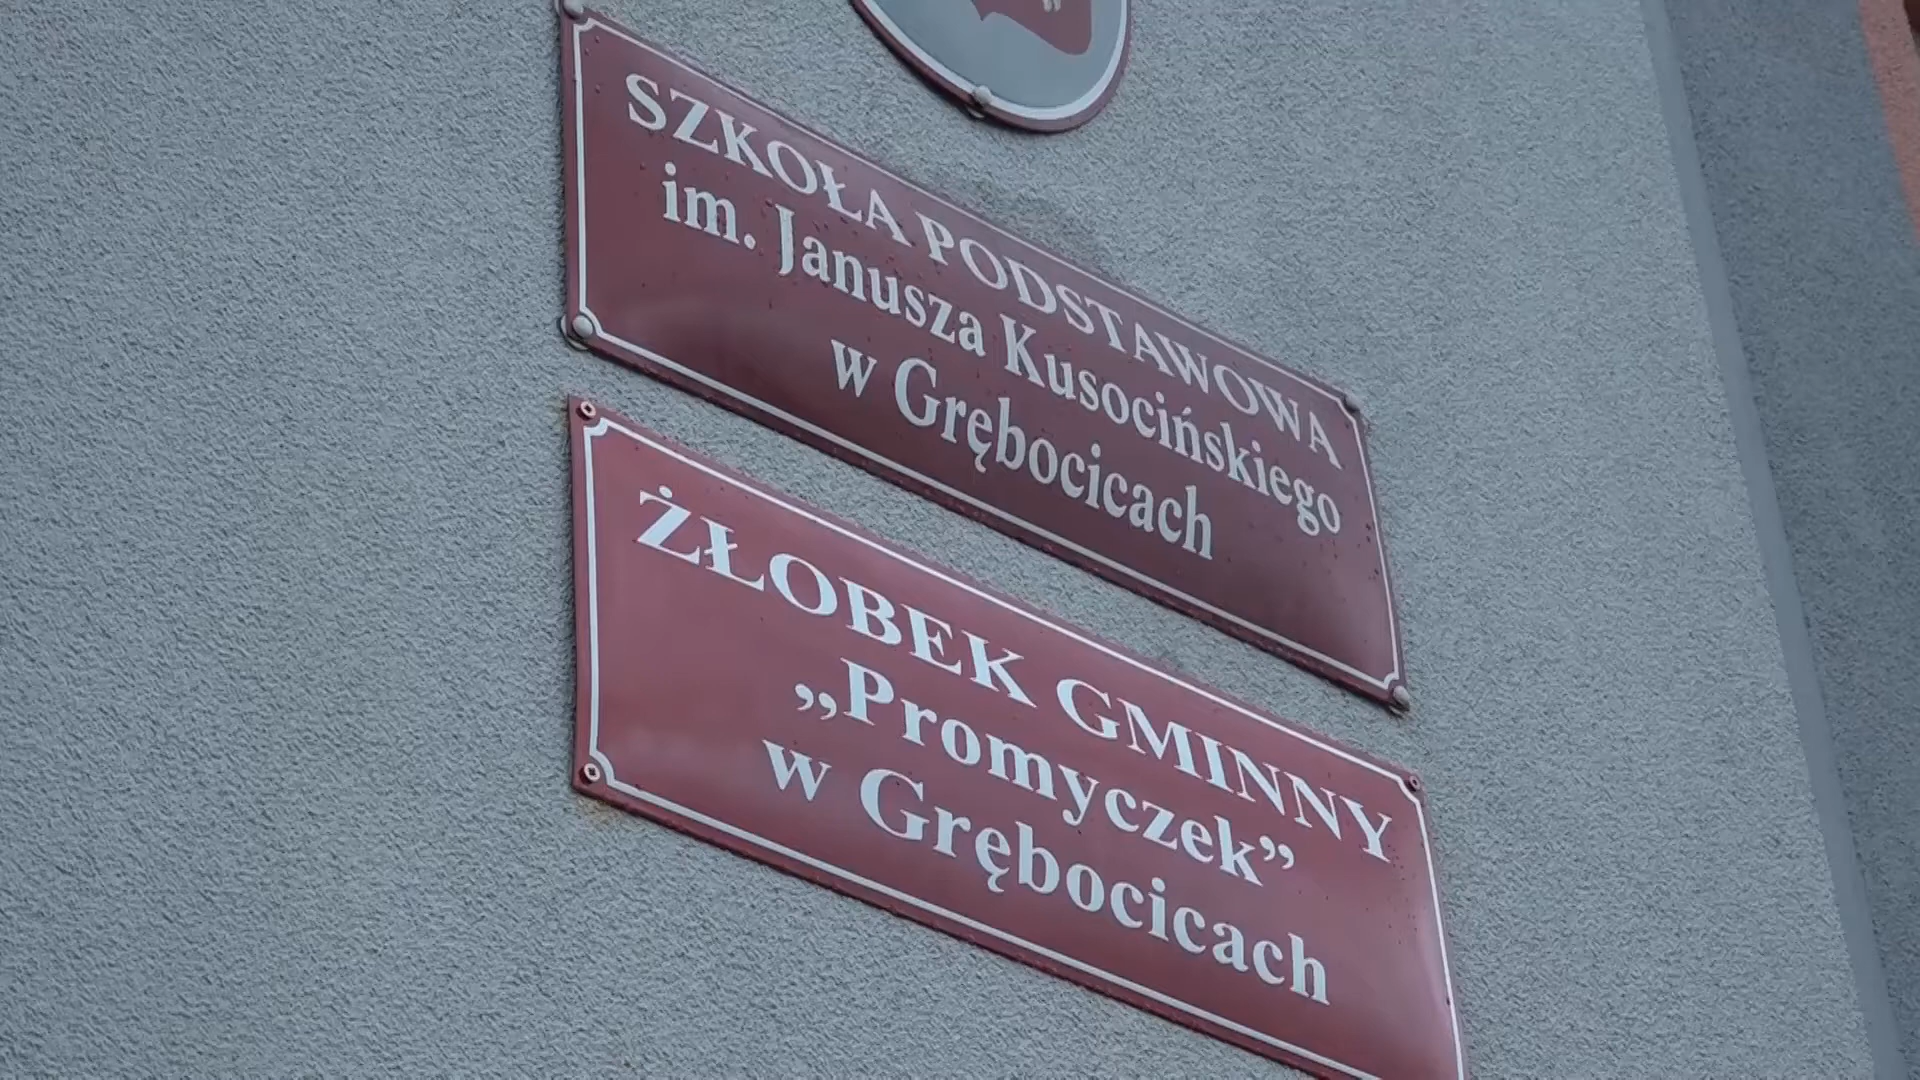 SZKOŁA PODSTAWOWA
im. Janusza Kusocińskiego
w Grębocicach
ŻŁOBEK GMINNY
„Promyczek”
w Grębocicach